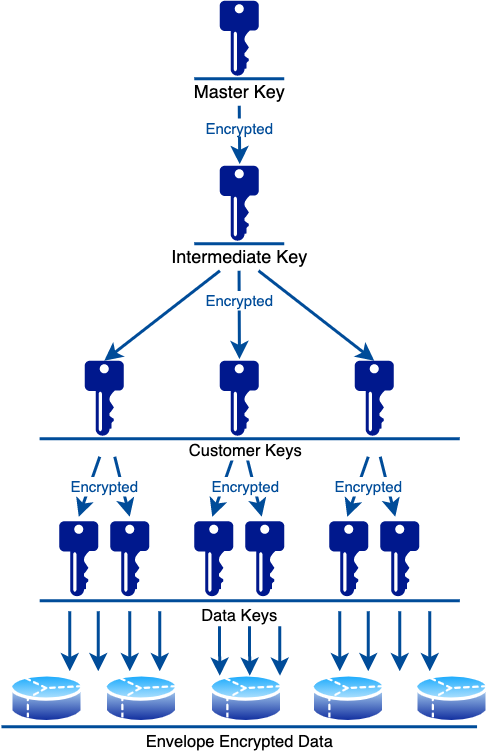 Master Key
Encrypted
Intermediate Key
Encrypted
Customer Keys
Encrypted Encrypted Encrypted
Data Keys
Envelope Encrypted Data